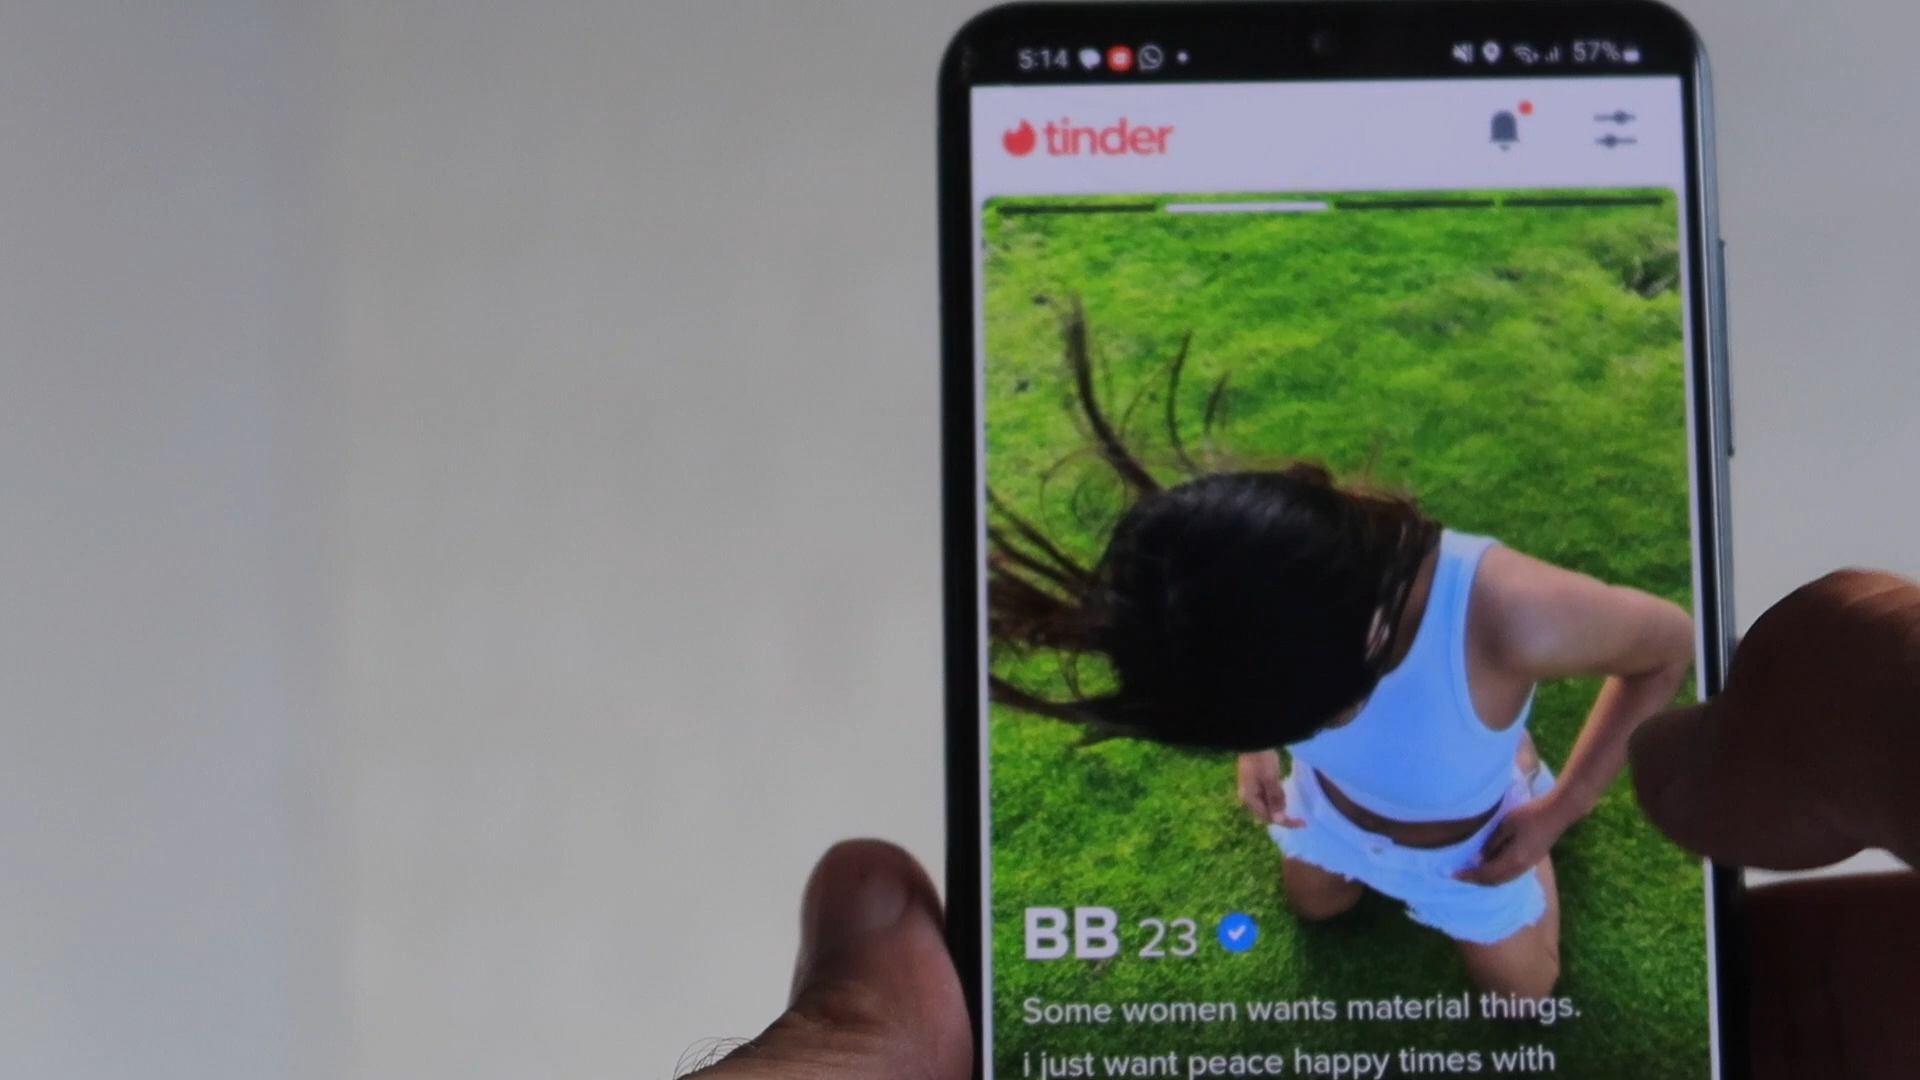 5:14
57%
tinder
BB 23
Some women wants material things.
i just want peace happy times with